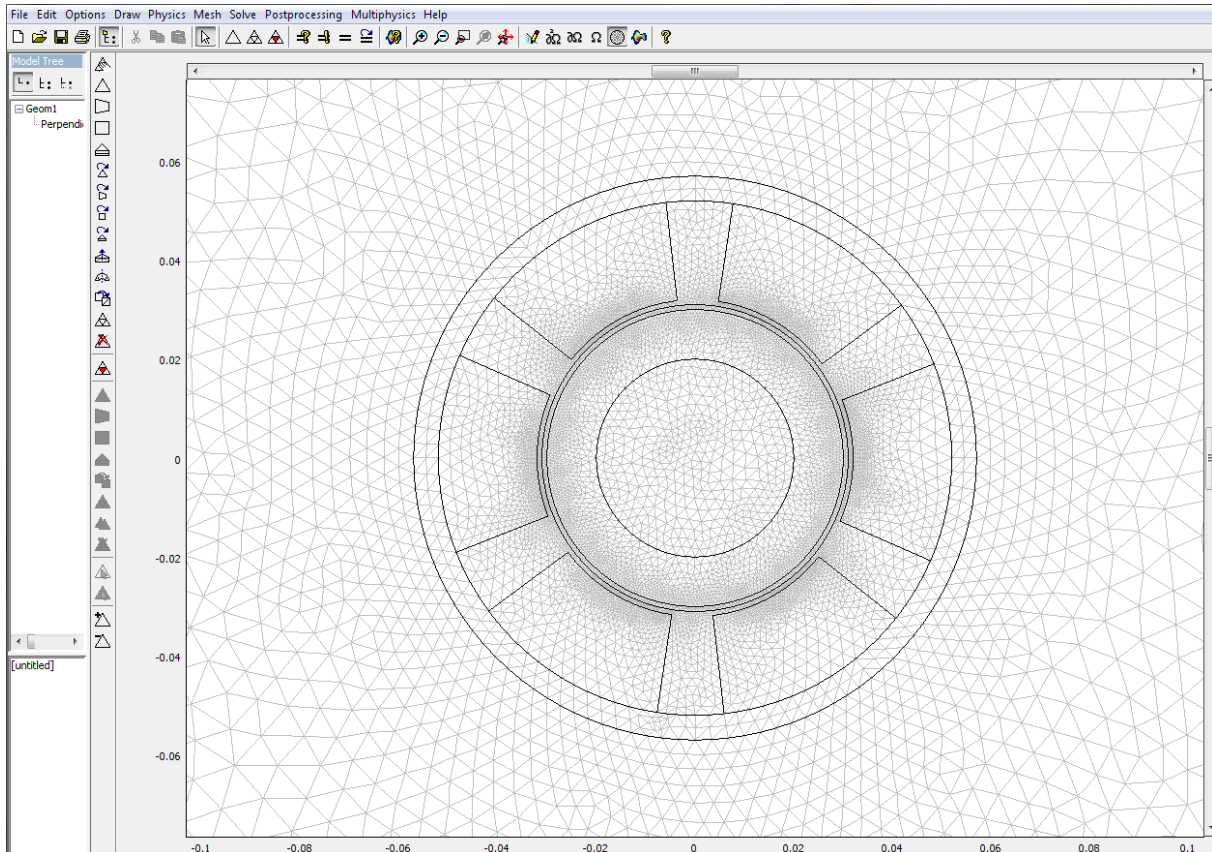 File Edit Options Draw Physics Mesh Solve Postprocessing Multiphysics Help
Model Tree
Geom1
Perpendi
[untitled]
0.06
0.04
0.02
0
-0.02
-0.04
-0.06
-0.1 -0.08 -0.06 -0.04 -0.02 0 0.02 0.04 0.06 0.08 0.1